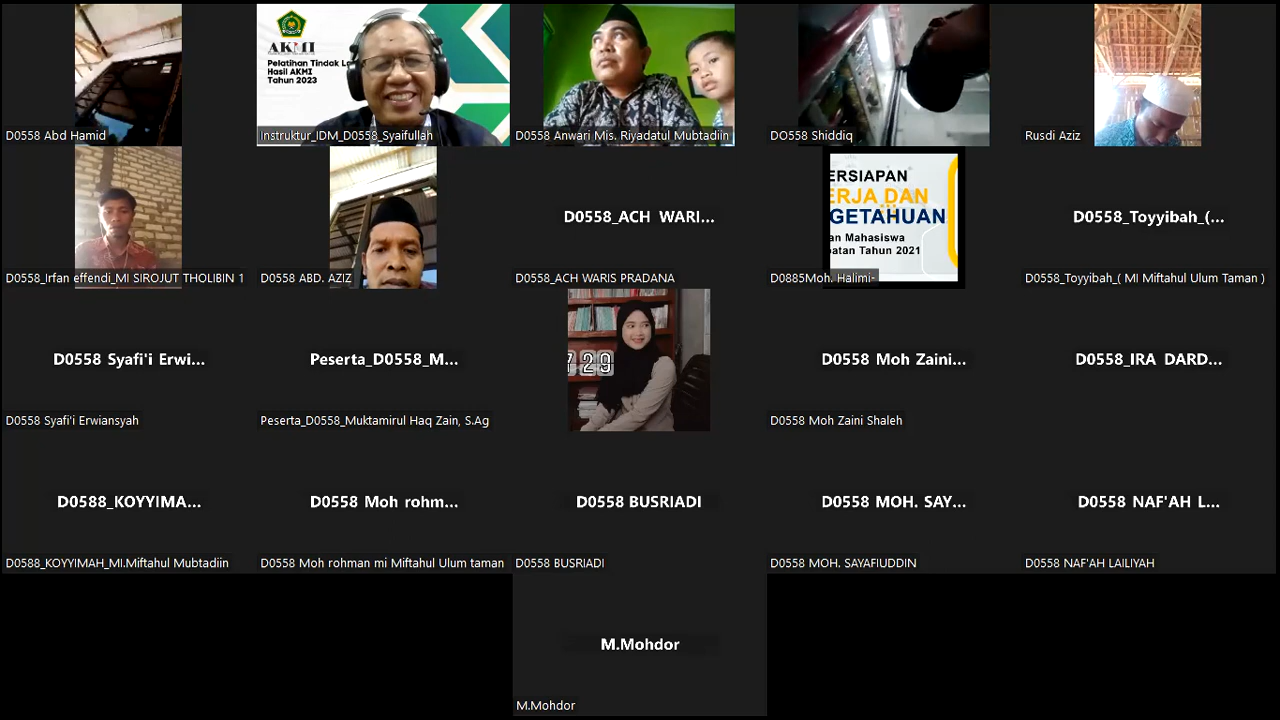 AKMI
Pelatihan Tindak La
Hasil AKMI
Tahun 2023
D0558 Abd Hamid
Instruktur_IDM_D0558_Syaifullah
D0558 Anwari Mis. Riyadatul Mubtadiin
DO558 Shiddiq
Rusdi Aziz
D0558_ACH WARI...
ERSIAPAN
ERJA DAN
GETAHUAN
an Mahasiswa
batan Tahun 2021
D0558_Toyyibah_(...
D0558_Irfan effendi_MI SIROJUT THOLIBIN 1
D0558 ABD. AZIZ
D0558_ACH WARIS PRADANA
D0885Moh. Halimi-
D0558_Toyyibah_( MI Miftahul Ulum Taman )
D0558 Syafi'i Erwi...
Peserta_D0558_M...
729
D0558 Moh Zaini...
D0558_IRA DARD...
D0558 Syafi'i Erwiansyah
Peserta_D0558_Muktamirul Haq Zain, S.Ag
D0558 Moh Zaini Shaleh
D0588_KOYYIMA...
D0558 Moh rohm...
D0558 BUSRIADI
D0558 MOH. SAY...
D0558 NAF'AH L...
D0588_KOYYIMAH_MI.Miftahul Mubtadiin
D0558 Moh rohman mi Miftahul Ulum taman
D0558 BUSRIADI
D0558 MOH. SAYAFIUDDIN
D0558 NAF'AH LAILIYAH
M.Mohdor
M.Mohdor